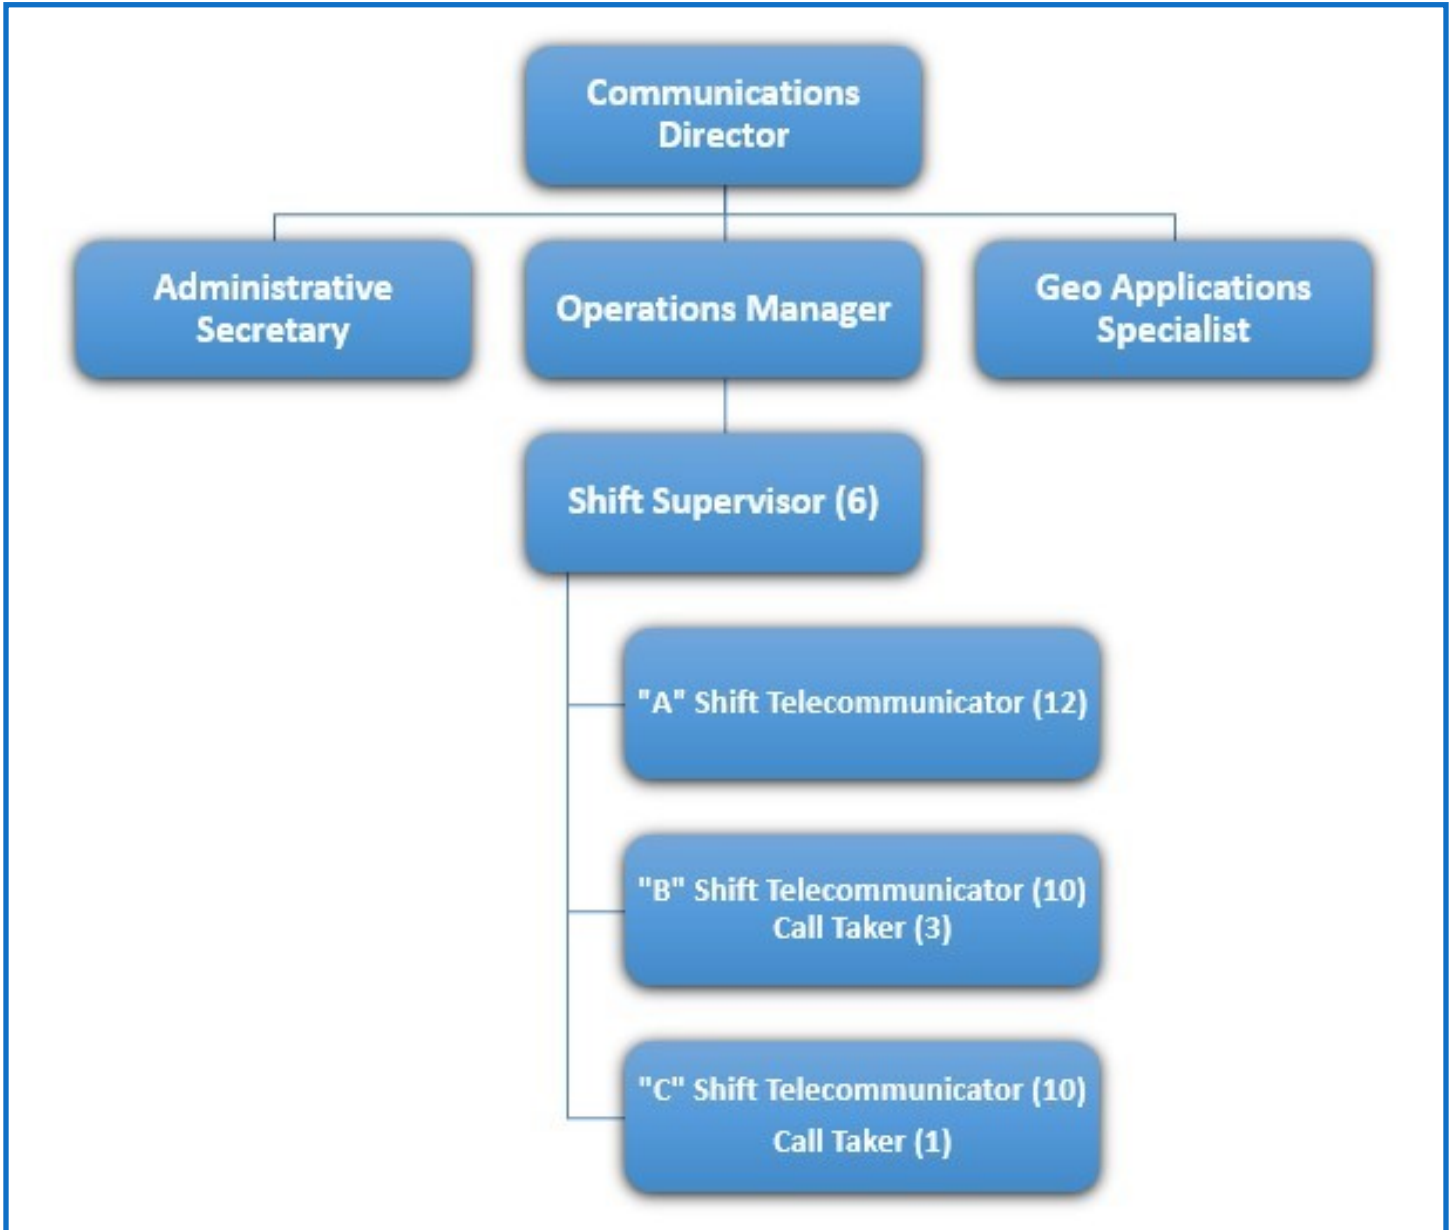 Communications
Director
Administrative
Secretary
Operations Manager
Geo Applications
Specialist
Shift Supervisor (6)
"A" Shift Telecommunicator (12)
"B" Shift Telecommunicator (10)
Call Taker (3)
"C" Shift Telecommunicator (10)
Call Taker (1)